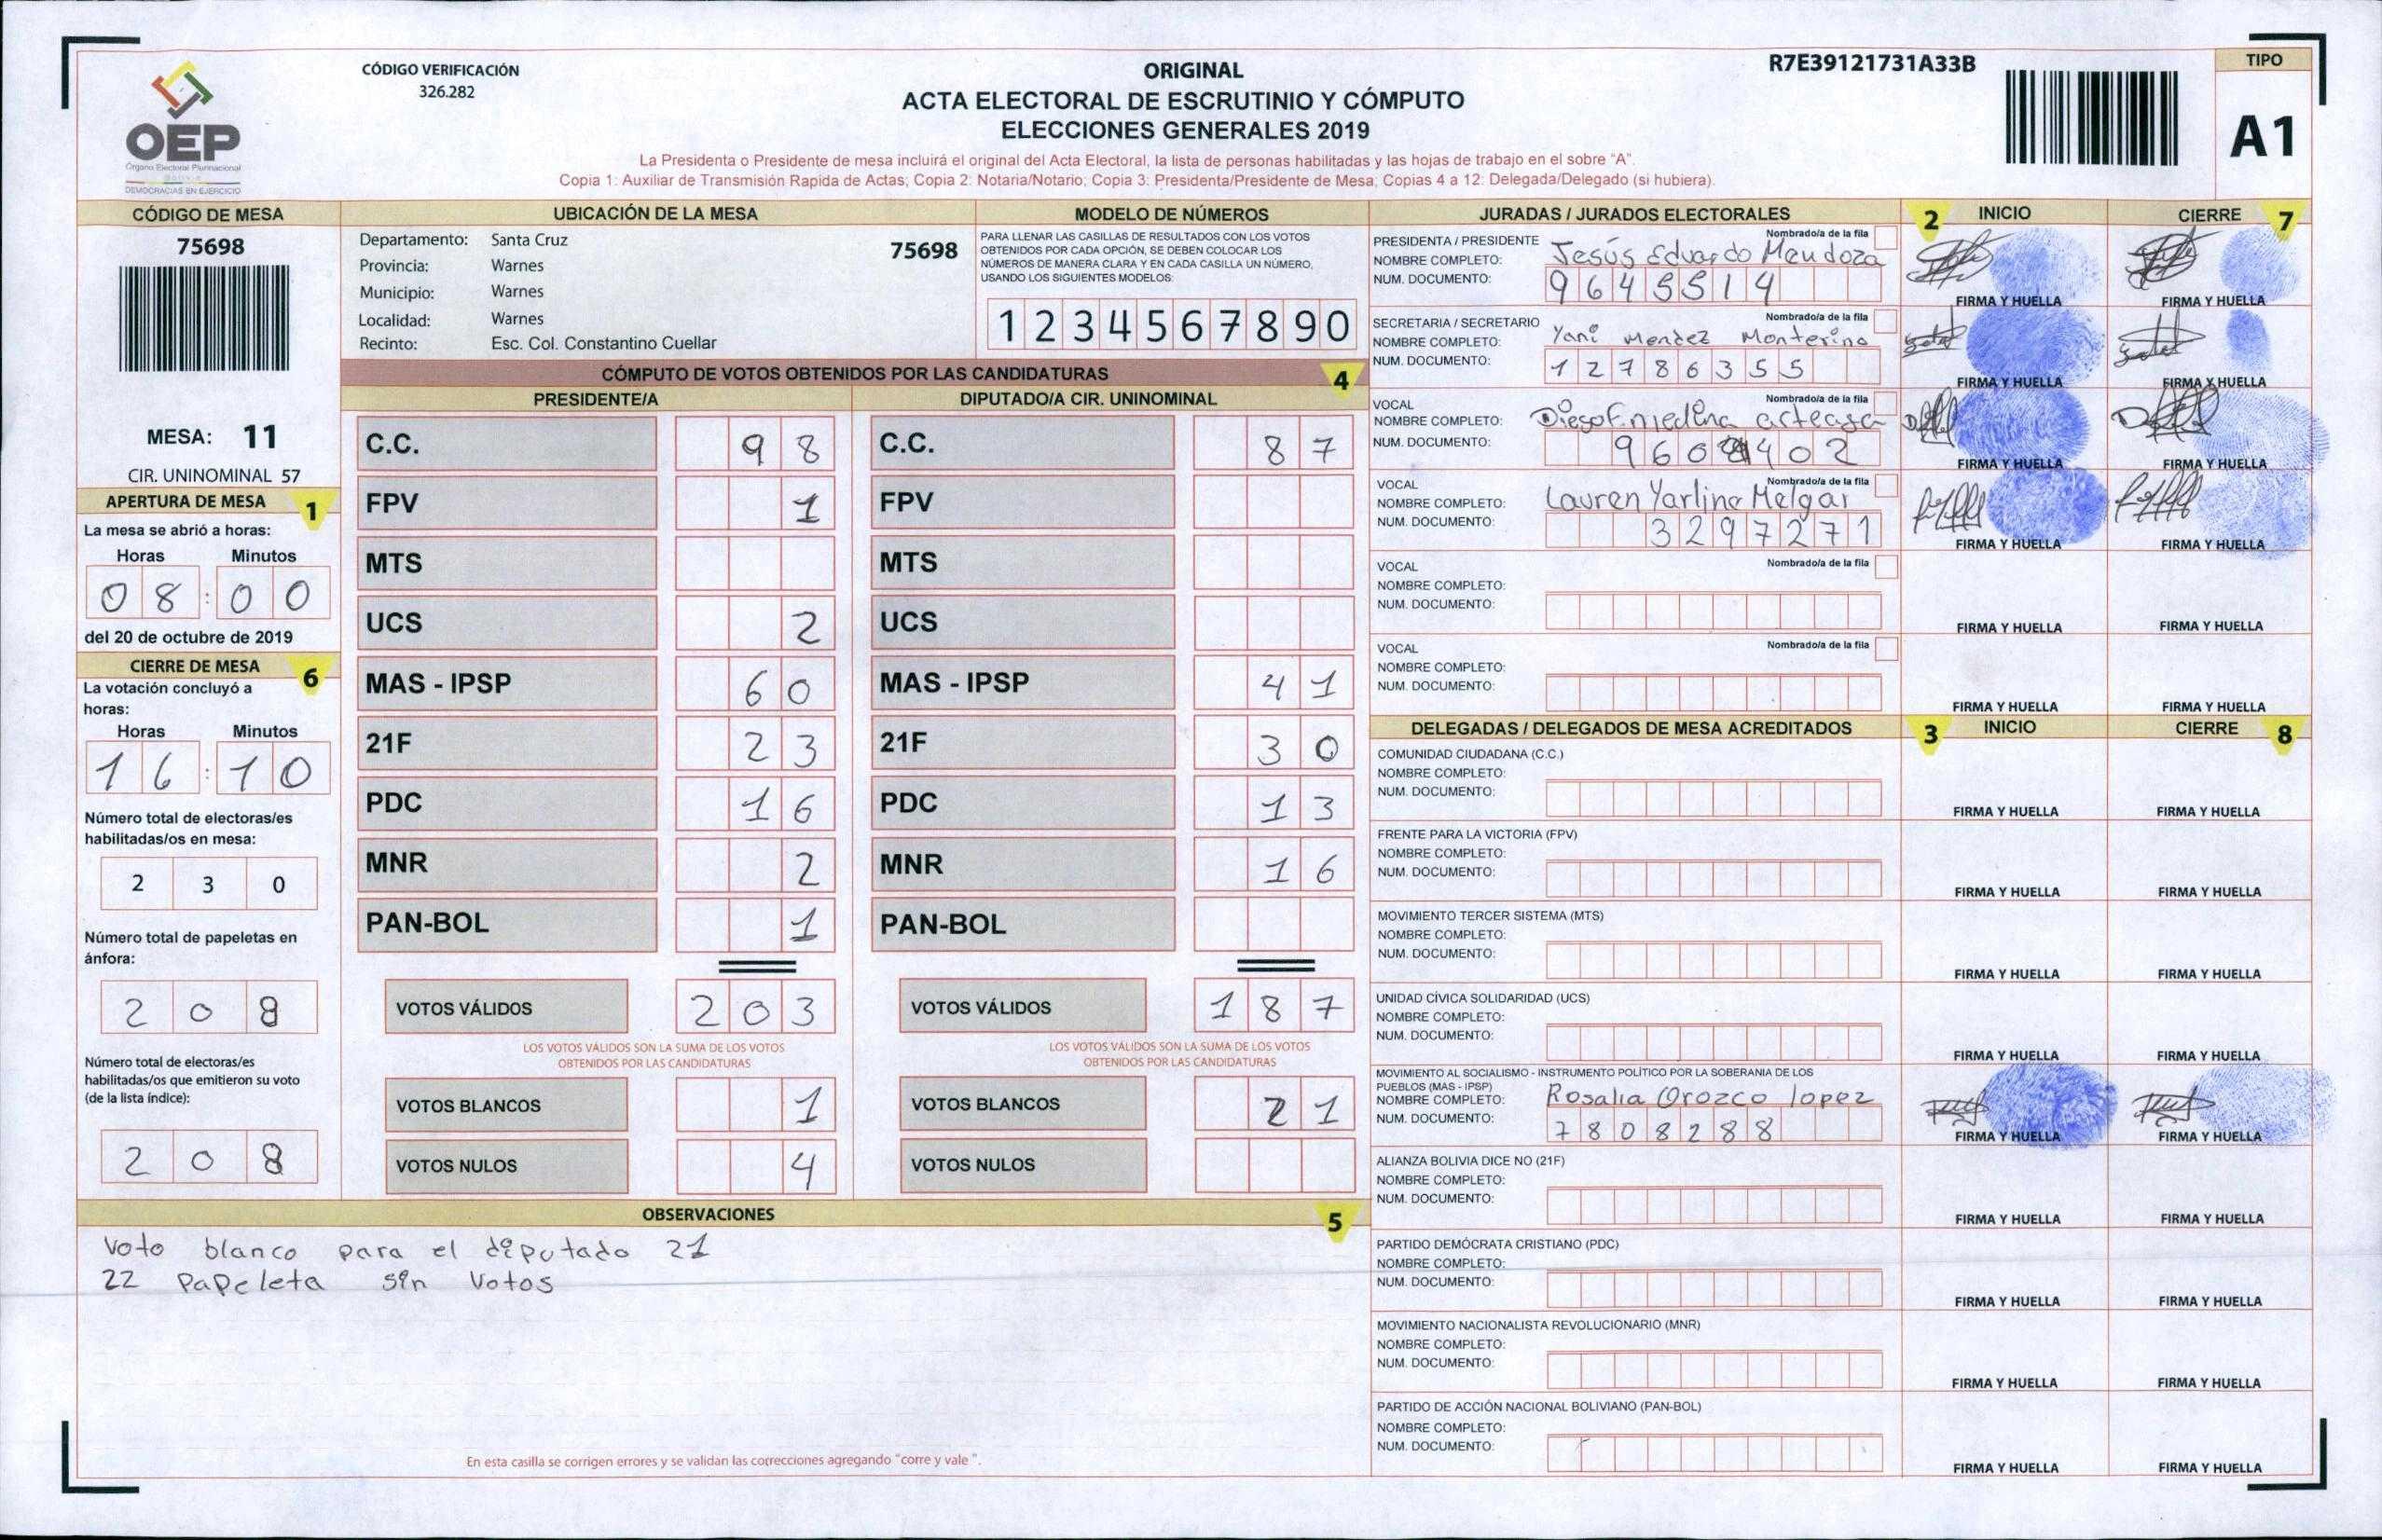 CÓDIGO VERIFICACIÓN
326.282
ORIGINAL
ACTA ELECTORAL DE ESCRUTINIO Y CÓMPUTO
ELECCIONES GENERALES 2019
La Presidenta o Presidente de mesa incluirá el original del Acta Electoral, la lista de personas habilitadas y las hojas de trabajo en el sobre "A".
Copia 1: Auxiliar de Transmisión Rapida de Actas; Copia 2: Notaria/Notario; Copia 3: Presidenta/Presidente de Mesa; Copias 4 a 12: Delegada/Delegado (si hubiera).
R7E39121731A33B
TIPO
A1
OEP
Órgano Electoral Plurinacional
DEMOCRACIAS EN EJERCICIO
CÓDIGO DE MESA
75698
MESA: 11
CIR. UNINOMINAL 57
APERTURA DE MESA 1
La mesa se abrió a horas:
Horas Minutos
08:00
del 20 de octubre de 2019
CIERRE DE MESA 6
La votación concluyó a
horas:
Horas Minutos
16:10
Número total de electoras/es
habilitadas/os en mesa:
2 3 0
Número total de papeletas en
ánfora:
2 0 8
Número total de electoras/es
habilitadas/os que emitieron su voto
(de la lista índice):
2 0 8
UBICACIÓN DE LA MESA
Departamento: Santa Cruz 75698
Provincia: Warnes
Municipio: Warnes
Localidad: Warnes
Recinto: Esc. Col. Constantino Cuellar
MODELO DE NÚMEROS
PARA LLENAR LAS CASILLAS DE RESULTADOS CON LOS VOTOS
OBTENIDOS POR CADA OPCIÓN, SE DEBEN COLOCAR LOS
NÚMEROS DE MANERA CLARA Y EN CADA CASILLA UN NÚMERO,
USANDO LOS SIGUIENTES MODELOS:
1 2 3 4 5 6 7 8 9 0
CÓMPUTO DE VOTOS OBTENIDOS POR LAS CANDIDATURAS 4
PRESIDENTE/A DIPUTADO/A CIR. UNINOMINAL
C.C. 98 C.C. 87
FPV 1 FPV
MTS MTS
UCS 2 UCS
MAS - IPSP 60 MAS - IPSP 41
21F 23 21F 30
PDC 16 PDC 13
MNR 2 MNR 16
PAN-BOL 1 PAN-BOL
VOTOS VÁLIDOS 203 VOTOS VÁLIDOS 187
LOS VOTOS VÁLIDOS SON LA SUMA DE LOS VOTOS LOS VOTOS VÁLIDOS SON LA SUMA DE LOS VOTOS
OBTENIDOS POR LAS CANDIDATURAS OBTENIDOS POR LAS CANDIDATURAS
VOTOS BLANCOS 1 VOTOS BLANCOS 21
VOTOS NULOS 4 VOTOS NULOS
OBSERVACIONES 5
Voto blanco para el diputado 21
22 Papeleta sin Votos
En esta casilla se corrigen errores y se validan las correcciones agregando "corre y vale ".
JURADAS / JURADOS ELECTORALES 2 INICIO CIERRE 7
PRESIDENTA / PRESIDENTE Nombrado/a de la fila
NOMBRE COMPLETO: Jesús Eduardo Mendoza
NUM. DOCUMENTO: 9645514
FIRMA Y HUELLA FIRMA Y HUELLA
SECRETARIA / SECRETARIO Nombrado/a de la fila
NOMBRE COMPLETO: Yani Mendez Monterino
NUM. DOCUMENTO: 12786355
FIRMA Y HUELLA FIRMA Y HUELLA
VOCAL Nombrado/a de la fila
NOMBRE COMPLETO: Diego F. medina arteaga
NUM. DOCUMENTO:
FIRMA Y HUELLA FIRMA Y HUELLA
VOCAL Nombrado/a de la fila
NOMBRE COMPLETO: Lauren Yarlina Melgar
NUM. DOCUMENTO: 3297271
FIRMA Y HUELLA FIRMA Y HUELLA
VOCAL Nombrado/a de la fila
NOMBRE COMPLETO:
NUM. DOCUMENTO:
FIRMA Y HUELLA FIRMA Y HUELLA
VOCAL Nombrado/a de la fila
NOMBRE COMPLETO:
NUM. DOCUMENTO:
FIRMA Y HUELLA FIRMA Y HUELLA
DELEGADAS / DELEGADOS DE MESA ACREDITADOS 3 INICIO CIERRE 8
COMUNIDAD CIUDADANA (C.C.)
NOMBRE COMPLETO:
NUM. DOCUMENTO:
FIRMA Y HUELLA FIRMA Y HUELLA
FRENTE PARA LA VICTORIA (FPV)
NOMBRE COMPLETO:
NUM. DOCUMENTO:
FIRMA Y HUELLA FIRMA Y HUELLA
MOVIMIENTO TERCER SISTEMA (MTS)
NOMBRE COMPLETO:
NUM. DOCUMENTO:
FIRMA Y HUELLA FIRMA Y HUELLA
UNIDAD CÍVICA SOLIDARIDAD (UCS)
NOMBRE COMPLETO:
NUM. DOCUMENTO:
FIRMA Y HUELLA FIRMA Y HUELLA
MOVIMIENTO AL SOCIALISMO - INSTRUMENTO POLÍTICO POR LA SOBERANIA DE LOS
PUEBLOS (MAS - IPSP)
NOMBRE COMPLETO: Rosalia Orozco lopez
NUM. DOCUMENTO: 7808288
FIRMA Y HUELLA FIRMA Y HUELLA
ALIANZA BOLIVIA DICE NO (21F)
NOMBRE COMPLETO:
NUM. DOCUMENTO:
FIRMA Y HUELLA FIRMA Y HUELLA
PARTIDO DEMÓCRATA CRISTIANO (PDC)
NOMBRE COMPLETO:
NUM. DOCUMENTO:
FIRMA Y HUELLA FIRMA Y HUELLA
MOVIMIENTO NACIONALISTA REVOLUCIONARIO (MNR)
NOMBRE COMPLETO:
NUM. DOCUMENTO:
FIRMA Y HUELLA FIRMA Y HUELLA
PARTIDO DE ACCIÓN NACIONAL BOLIVIANO (PAN-BOL)
NOMBRE COMPLETO:
NUM. DOCUMENTO:
FIRMA Y HUELLA FIRMA Y HUELLA